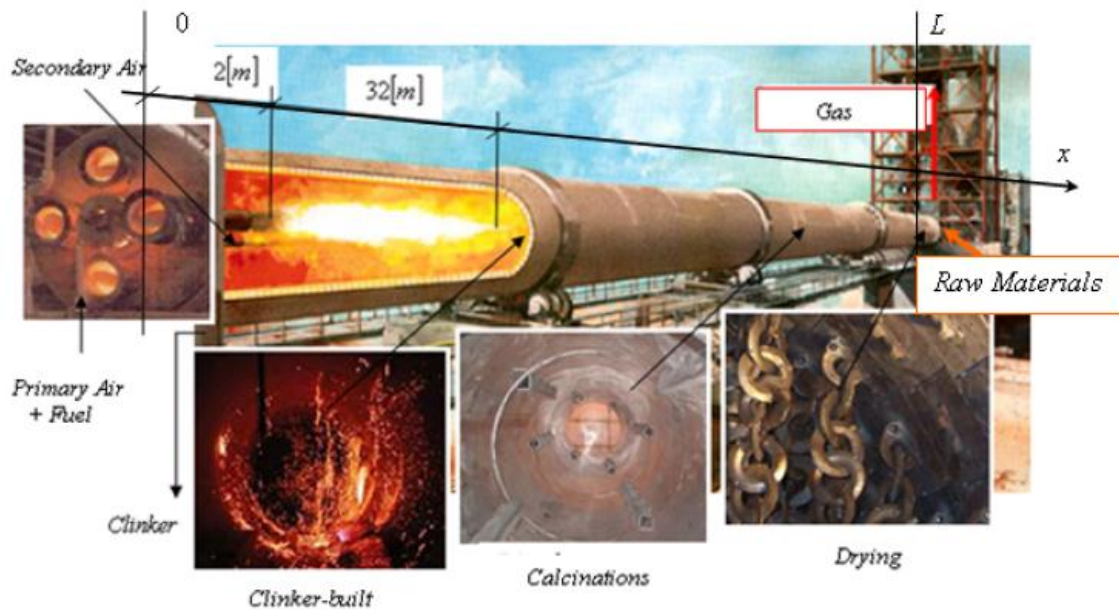 0
L
Secondary Air
2[m]
32[m]
Gas
x
Raw Materials
Primary Air
+ Fuel
Clinker
Clinker-built
Calcinations
Drying